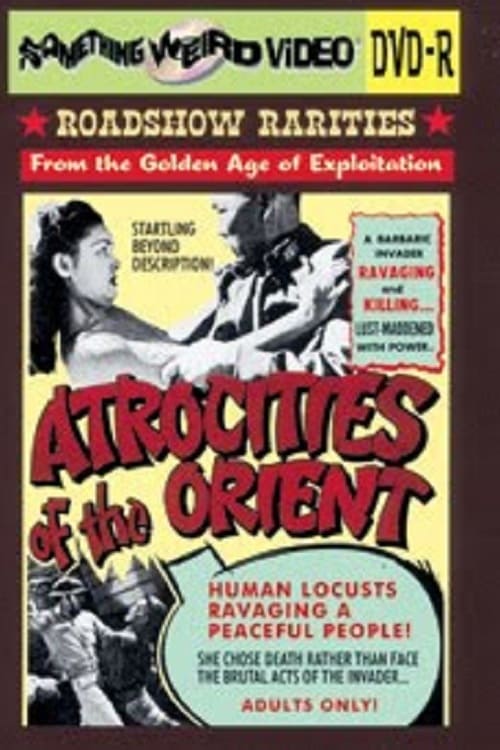 SOMETHING WEIRD VIDEO DVD-R
ROADSHOW RARITIES
From the Golden Age of Exploitation
STARTLING
BEYOND
DESCRIPTION!
A BARBARIC
INVADER
RAVAGING
and
KILLING...
LUST-MADDENED
WITH POWER..
ATROCITIES
of the ORIENT
HUMAN LOCUSTS
RAVAGING A
PEACEFUL PEOPLE!
SHE CHOSE DEATH RATHER THAN FACE
THE BRUTAL ACTS OF THE INVADER...
ADULTS ONLY!